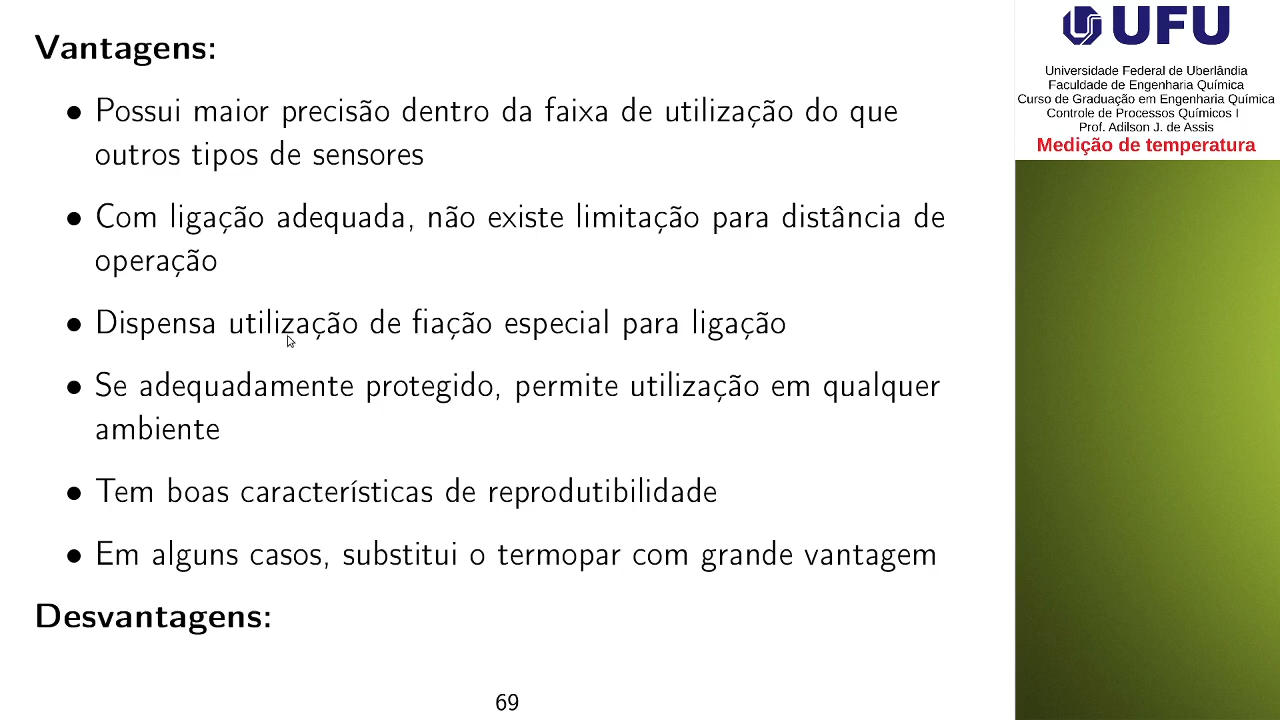 Vantagens:
• Possui maior precisão dentro da faixa de utilização do que
outros tipos de sensores
• Com ligação adequada, não existe limitação para distância de
operação
• Dispensa utilização de fiação especial para ligação
• Se adequadamente protegido, permite utilização em qualquer
ambiente
• Tem boas características de reprodutibilidade
• Em alguns casos, substitui o termopar com grande vantagem
Desvantagens:
69
UFU
Universidade Federal de Uberlândia
Faculdade de Engenharia Química
Curso de Graduação em Engenharia Química
Controle de Processos Químicos I
Prof. Adilson J. de Assis
Medição de temperatura